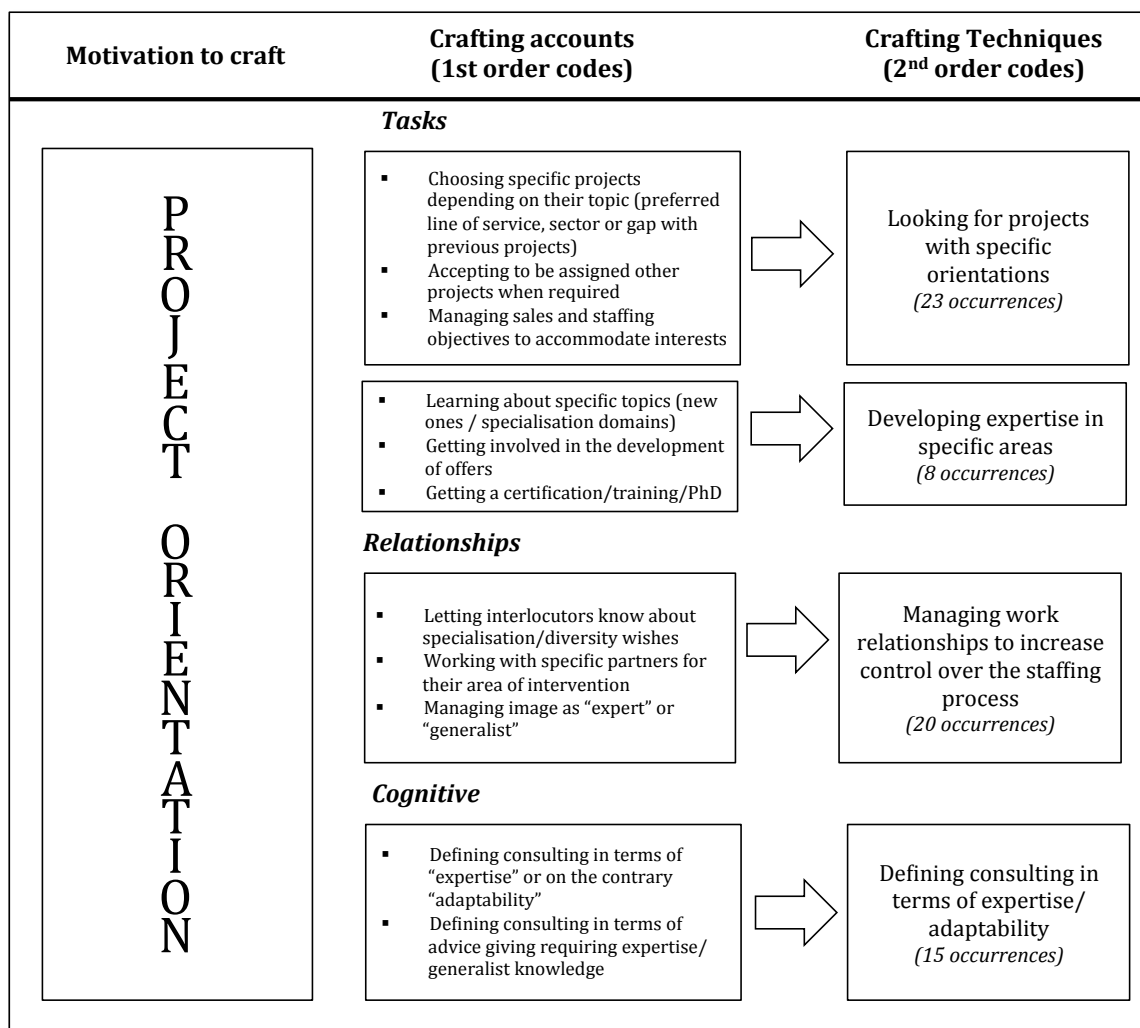 Motivation to craft
Crafting accounts
(1st order codes)
Crafting Techniques
(2nd order codes)
PROJECT ORIENTATION
Tasks
▪ Choosing specific projects
depending on their topic (preferred
line of service, sector or gap with
previous projects)
▪ Accepting to be assigned other
projects when required
▪ Managing sales and staffing
objectives to accommodate interests
Looking for projects
with specific
orientations
(23 occurrences)
▪ Learning about specific topics (new
ones / specialisation domains)
▪ Getting involved in the development
of offers
▪ Getting a certification/training/PhD
Developing expertise in
specific areas
(8 occurrences)
Relationships
▪ Letting interlocutors know about
specialisation/diversity wishes
▪ Working with specific partners for
their area of intervention
▪ Managing image as “expert” or
“generalist”
Managing work
relationships to increase
control over the staffing
process
(20 occurrences)
Cognitive
▪ Defining consulting in terms of
“expertise” or on the contrary
“adaptability”
▪ Defining consulting in terms of
advice giving requiring expertise/
generalist knowledge
Defining consulting in
terms of expertise/
adaptability
(15 occurrences)